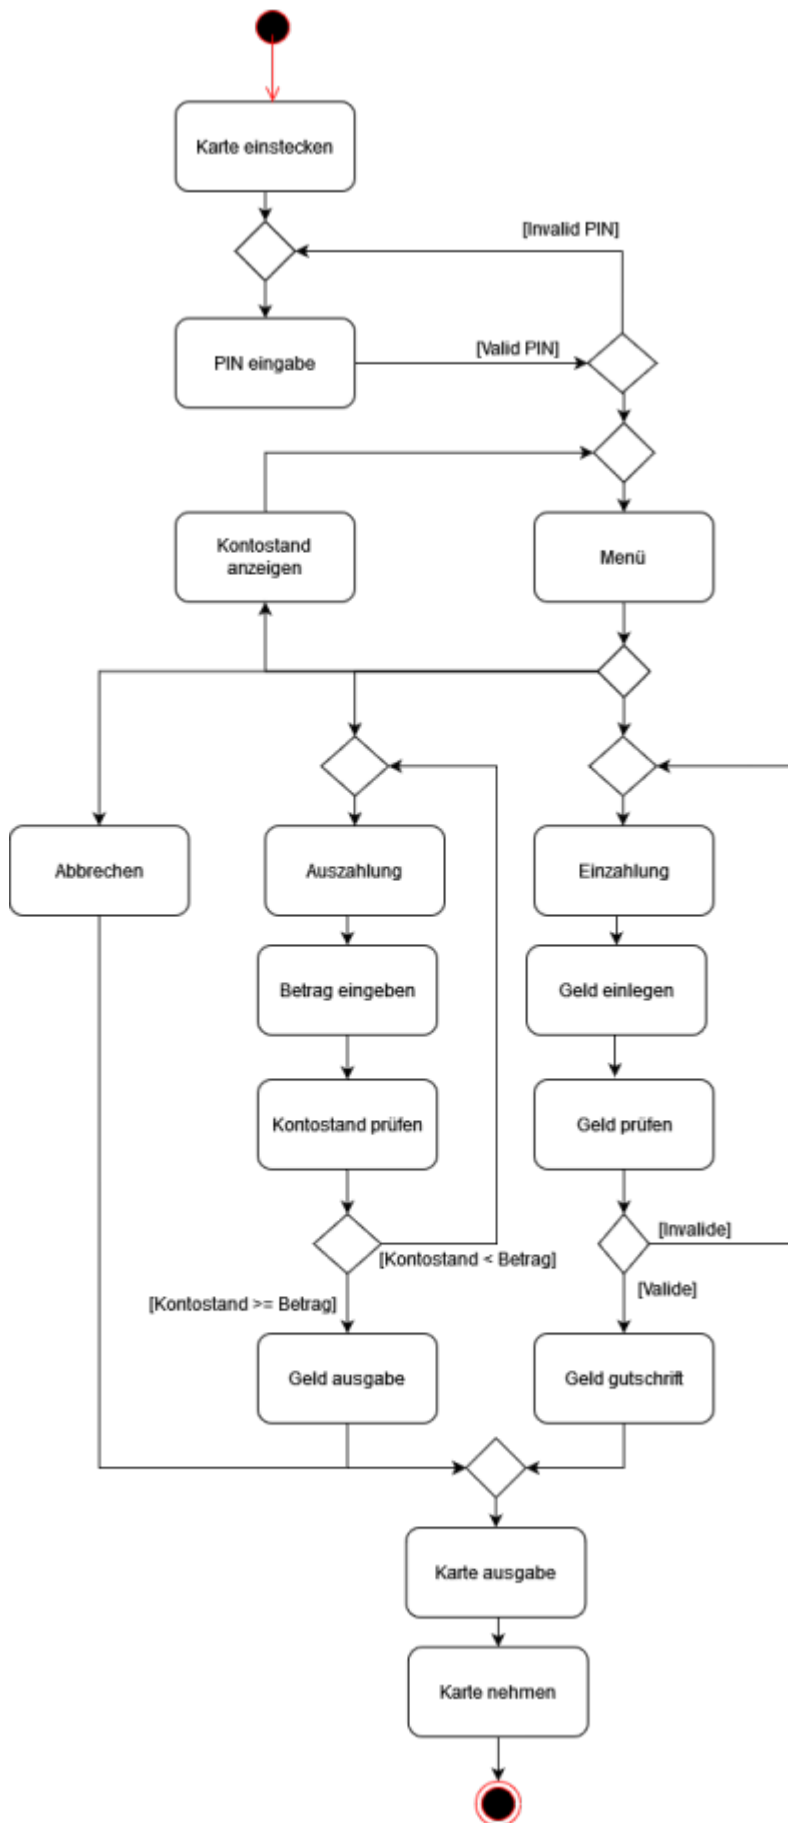 Karte einstecken
[Invalid PIN]
PIN eingabe
[Valid PIN]
Kontostand
anzeigen
Menü
Abbrechen
Auszahlung
Einzahlung
Betrag eingeben
Geld einlegen
Kontostand prüfen
Geld prüfen
[Invalide]
[Kontostand < Betrag]
[Valide]
[Kontostand >= Betrag]
Geld ausgabe
Geld gutschrift
Karte ausgabe
Karte nehmen